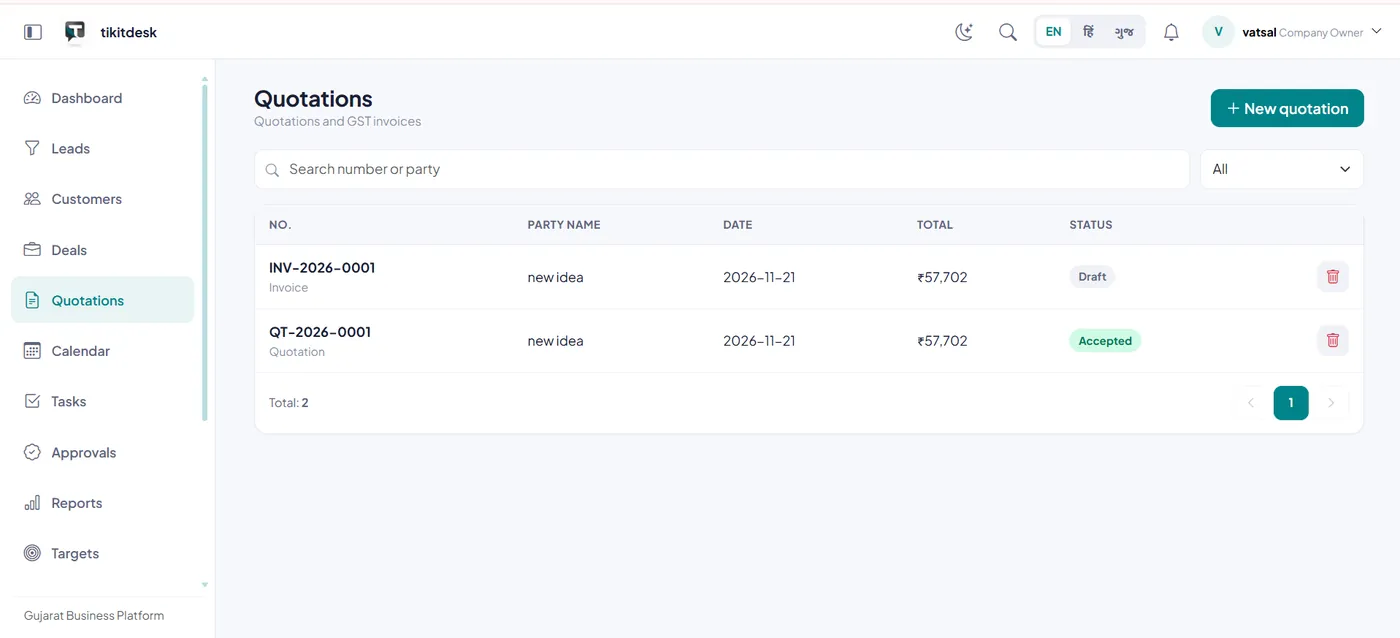 tikitdesk
EN हिं ગુજ V vatsal Company Owner
Dashboard
Leads
Customers
Deals
Quotations
Calendar
Tasks
Approvals
Reports
Targets
Gujarat Business Platform
Quotations
Quotations and GST invoices
+ New quotation
Search number or party
All
NO. PARTY NAME DATE TOTAL STATUS
INV-2026-0001
Invoice
new idea 2026-11-21 ₹57,702 Draft
QT-2026-0001
Quotation
new idea 2026-11-21 ₹57,702 Accepted
Total: 2
1